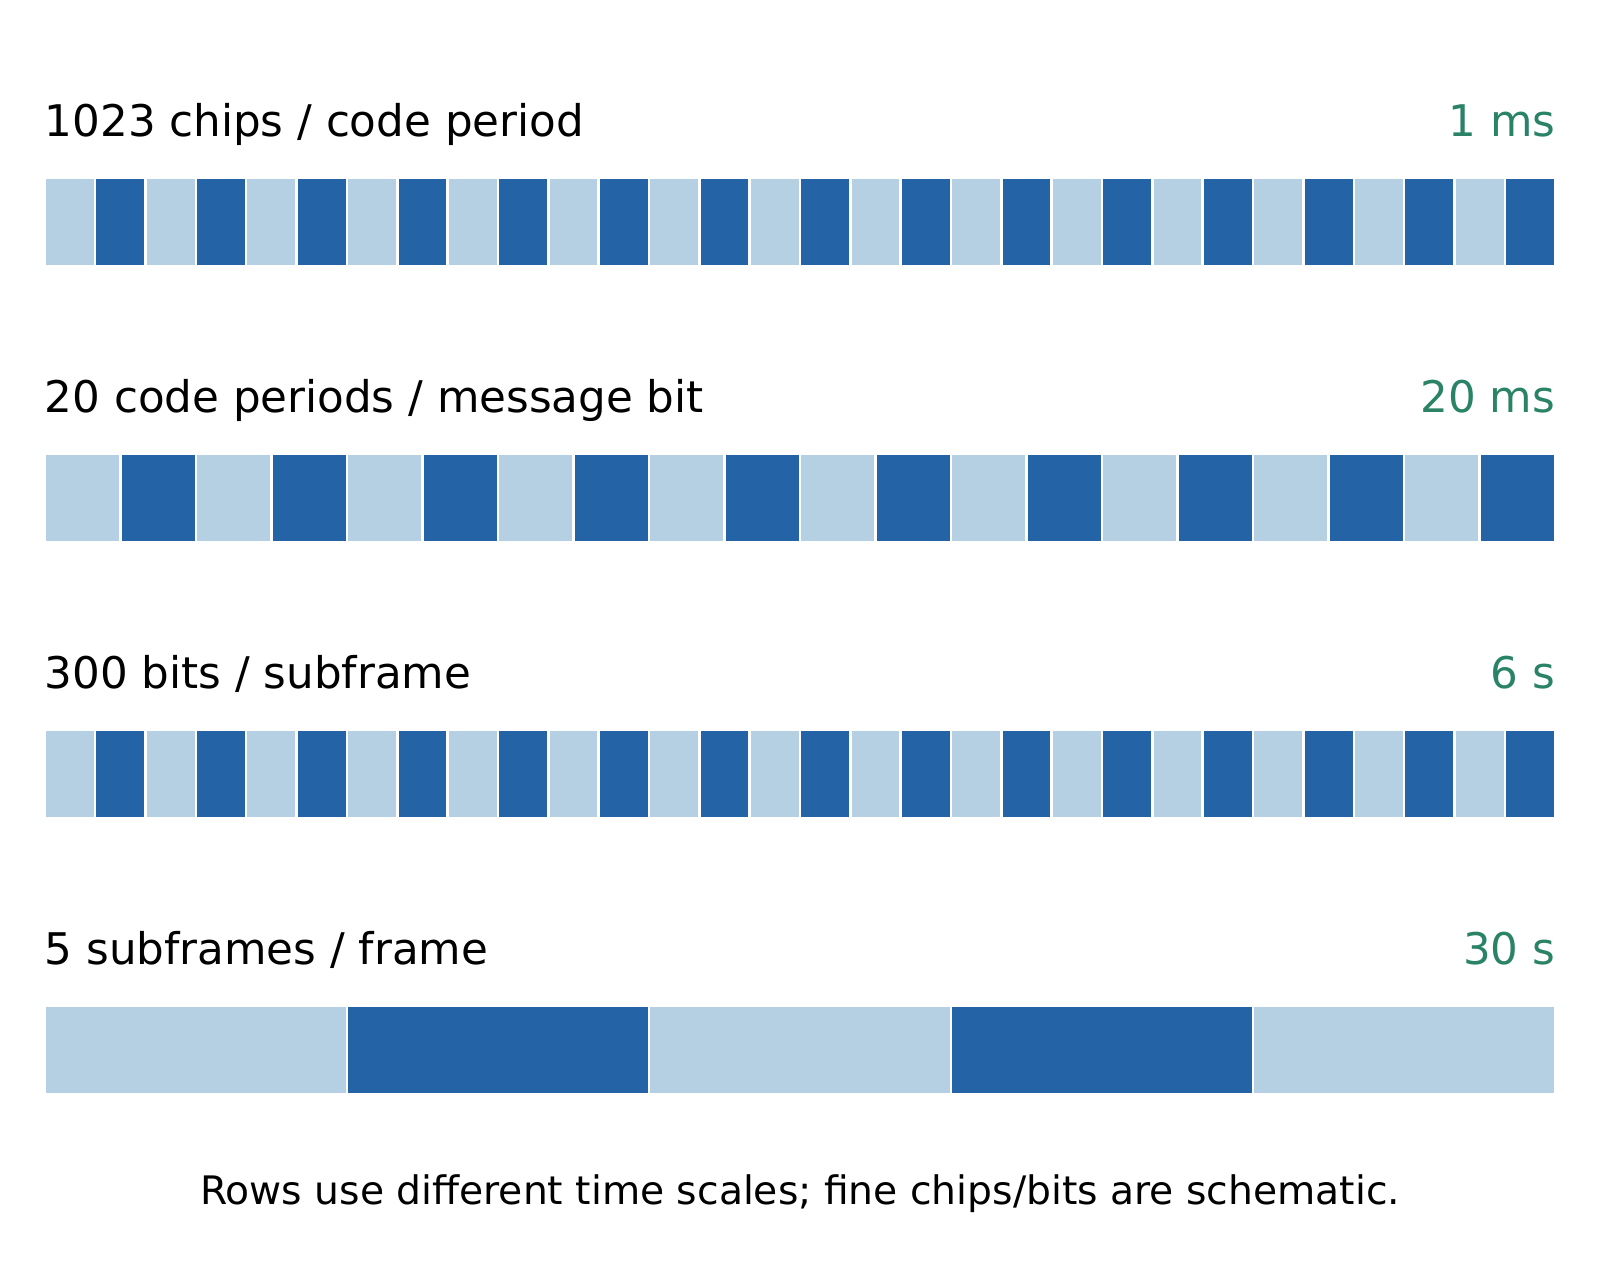 1023 chips / code period 1 ms
20 code periods / message bit 20 ms
300 bits / subframe 6 s
5 subframes / frame 30 s
Rows use different time scales; fine chips/bits are schematic.